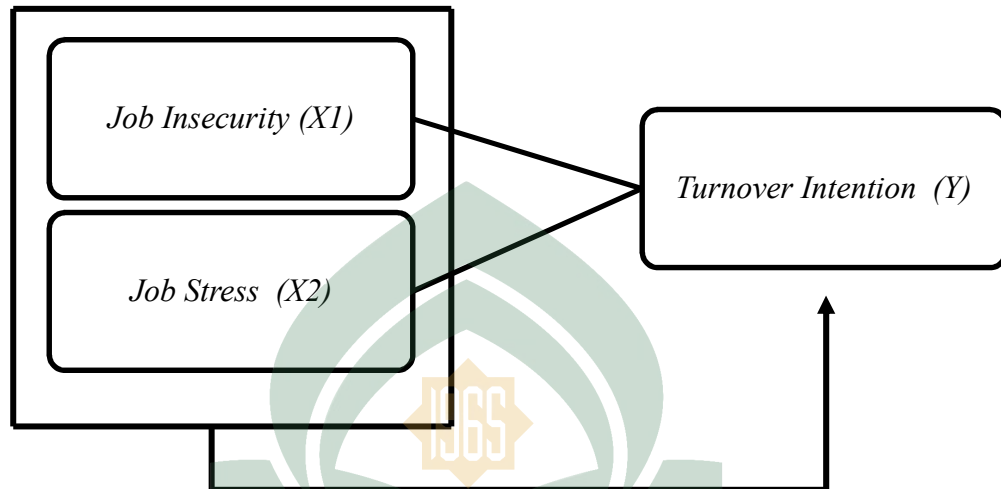 Job Insecurity (X1)
Turnover Intention  (Y)
Job Stress  (X2)
1965